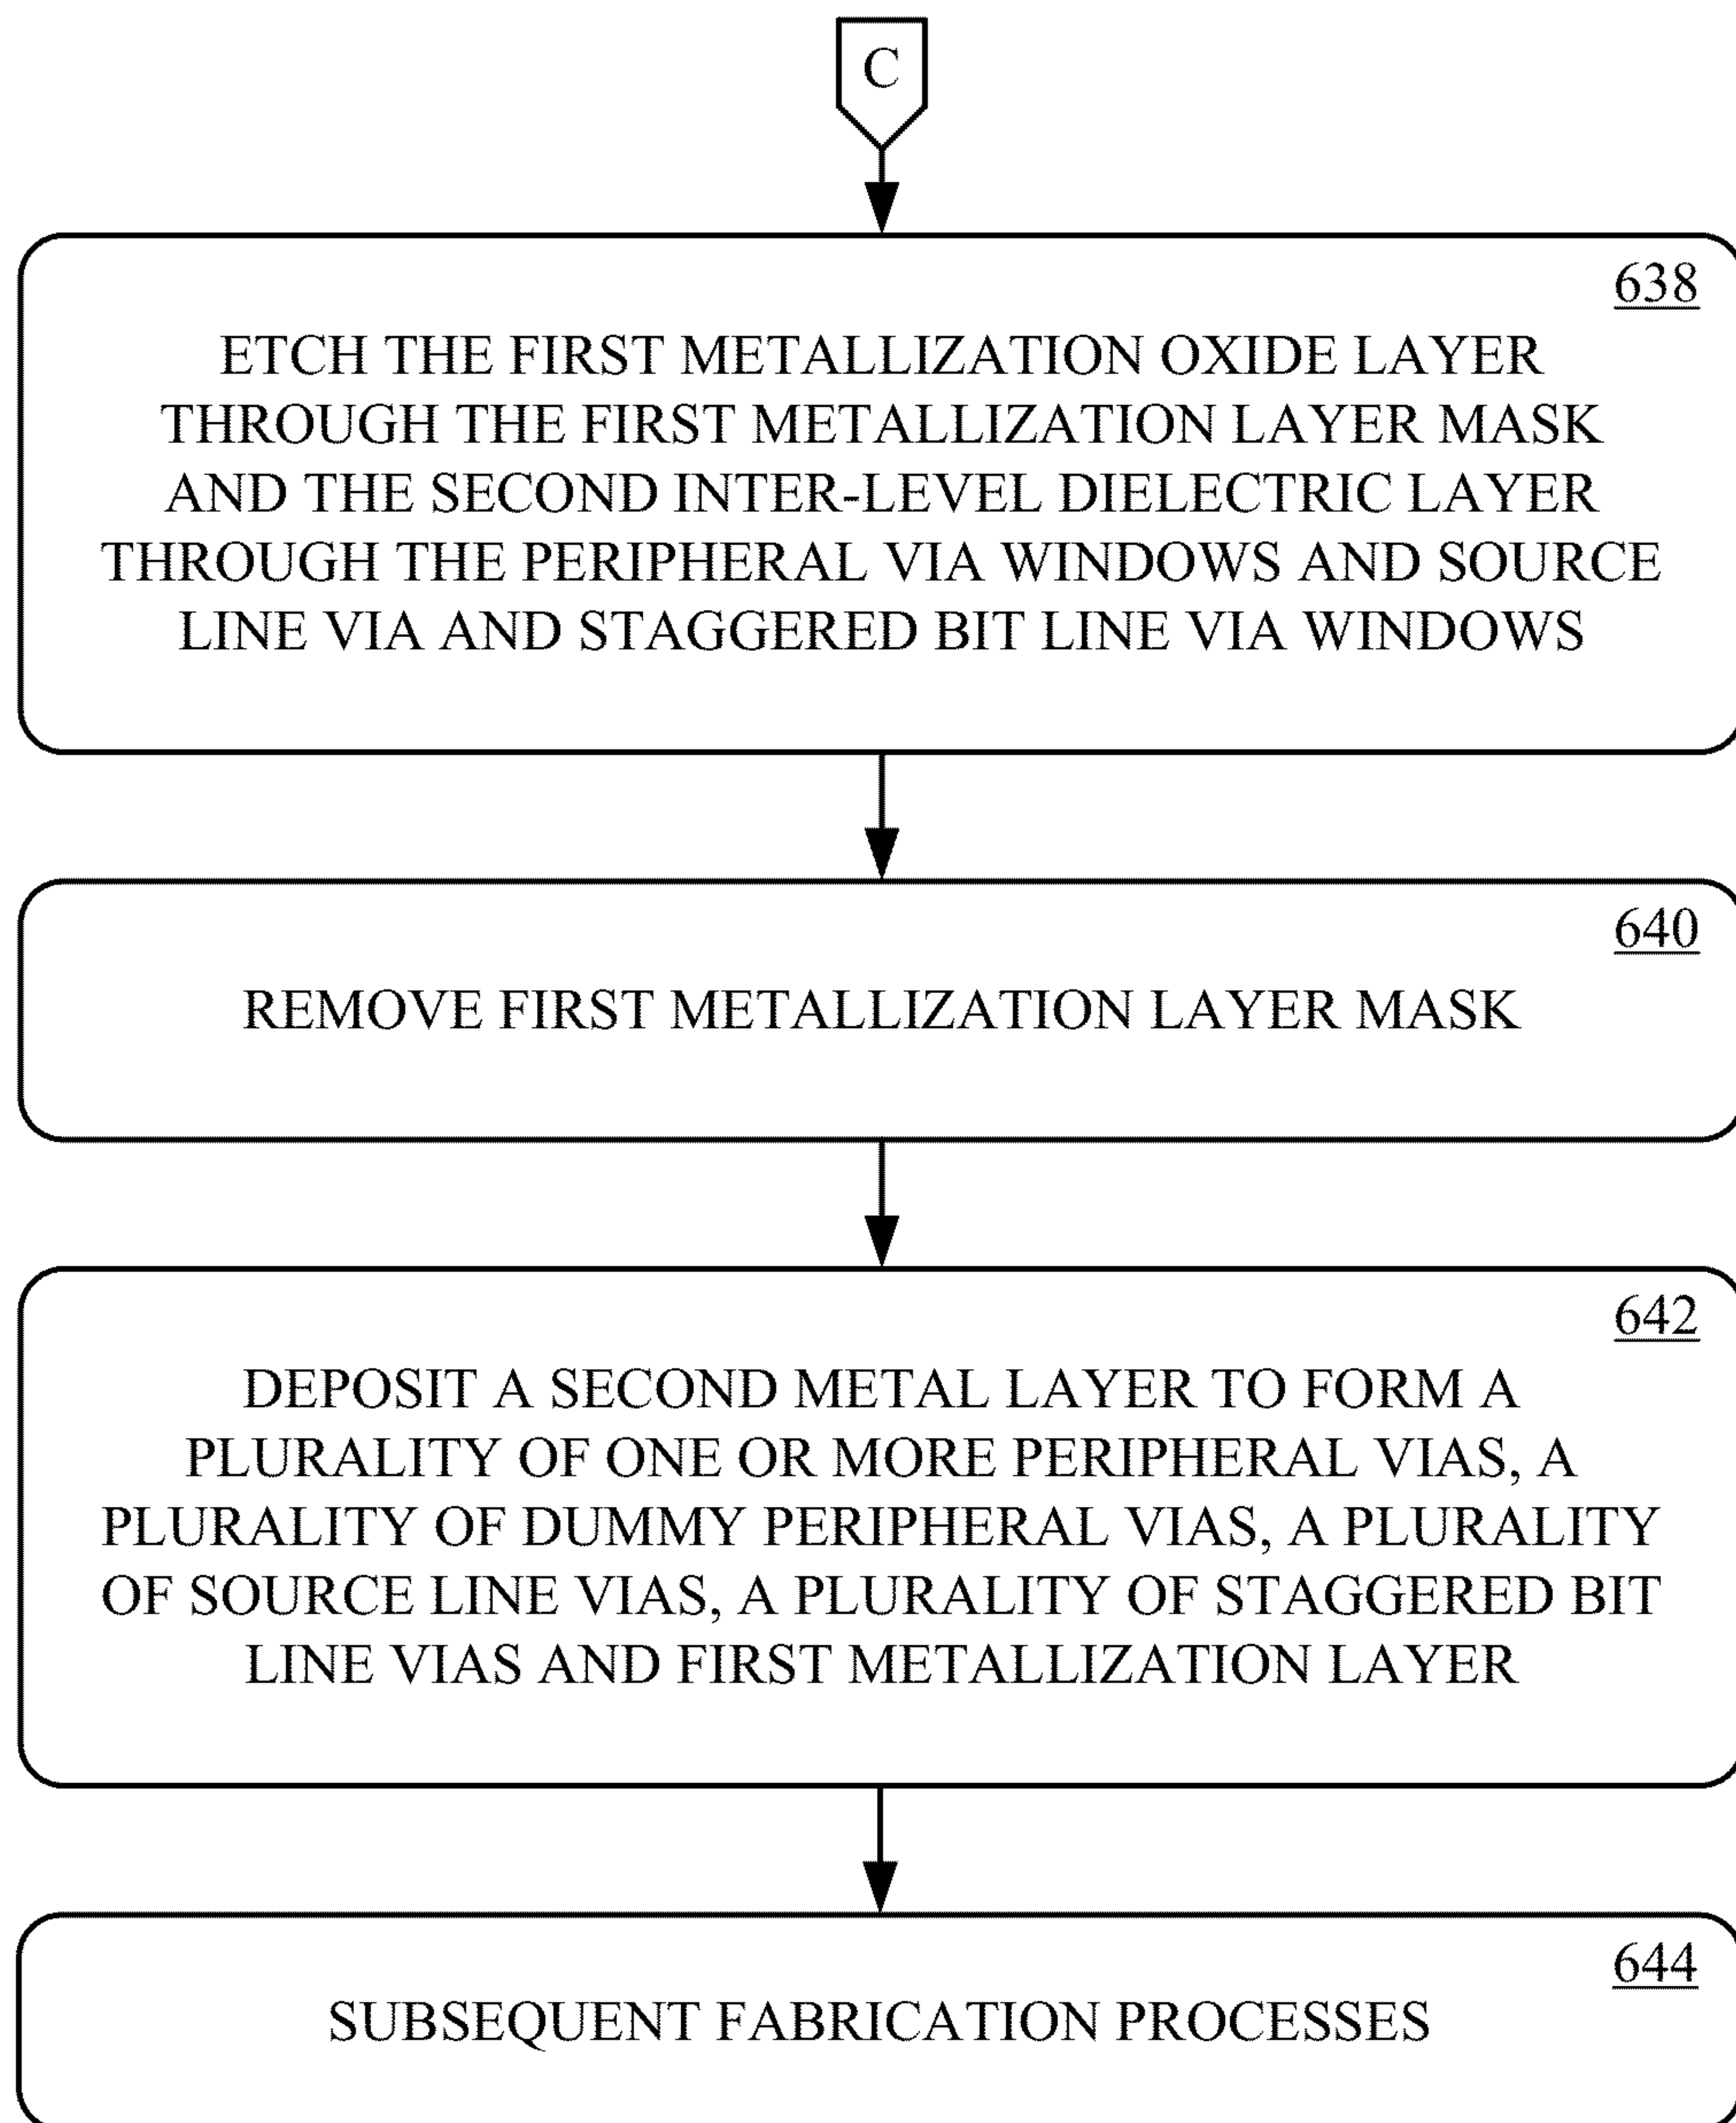 C
638
ETCH THE FIRST METALLIZATION OXIDE LAYER
THROUGH THE FIRST METALLIZATION LAYER MASK
AND THE SECOND INTER-LEVEL DIELECTRIC LAYER
THROUGH THE PERIPHERAL VIA WINDOWS AND SOURCE
LINE VIA AND STAGGERED BIT LINE VIA WINDOWS
640
REMOVE FIRST METALLIZATION LAYER MASK
642
DEPOSIT A SECOND METAL LAYER TO FORM A
PLURALITY OF ONE OR MORE PERIPHERAL VIAS, A
PLURALITY OF DUMMY PERIPHERAL VIAS, A PLURALITY
OF SOURCE LINE VIAS, A PLURALITY OF STAGGERED BIT
LINE VIAS AND FIRST METALLIZATION LAYER
644
SUBSEQUENT FABRICATION PROCESSES